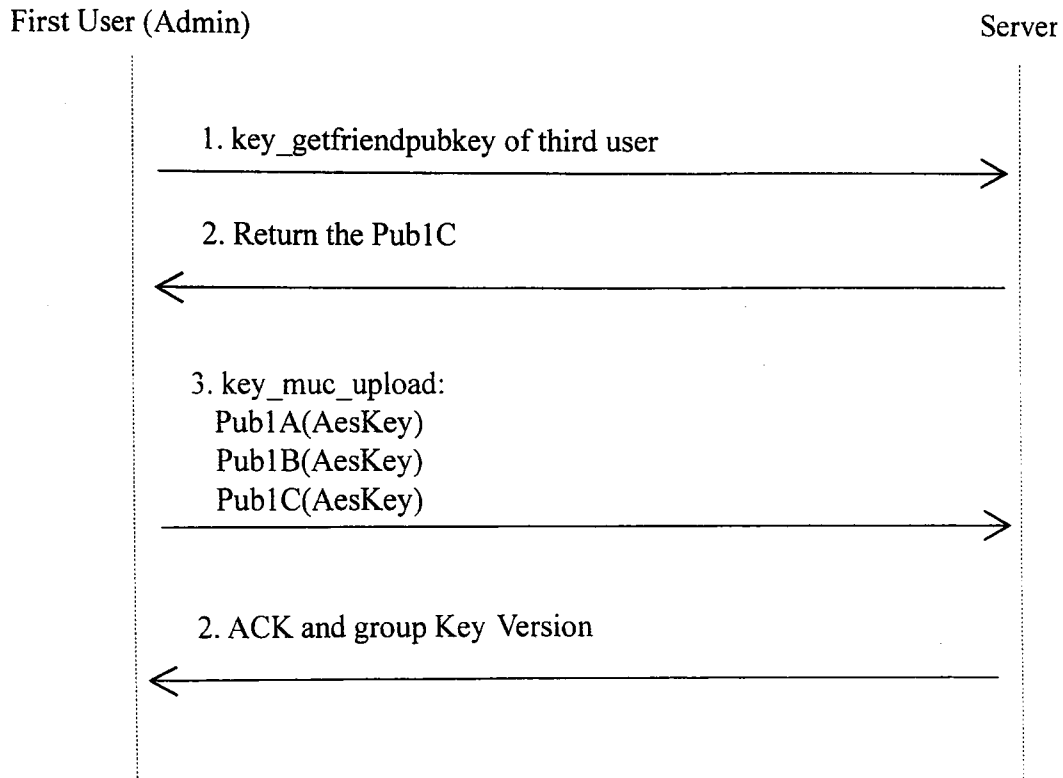 First User (Admin)
Server
1. key_getfriendpubkey of third user
2. Return the Pub1C
3. key_muc_upload:
Pub1A(AesKey)
Pub1B(AesKey)
Pub1C(AesKey)
2. ACK and group Key Version